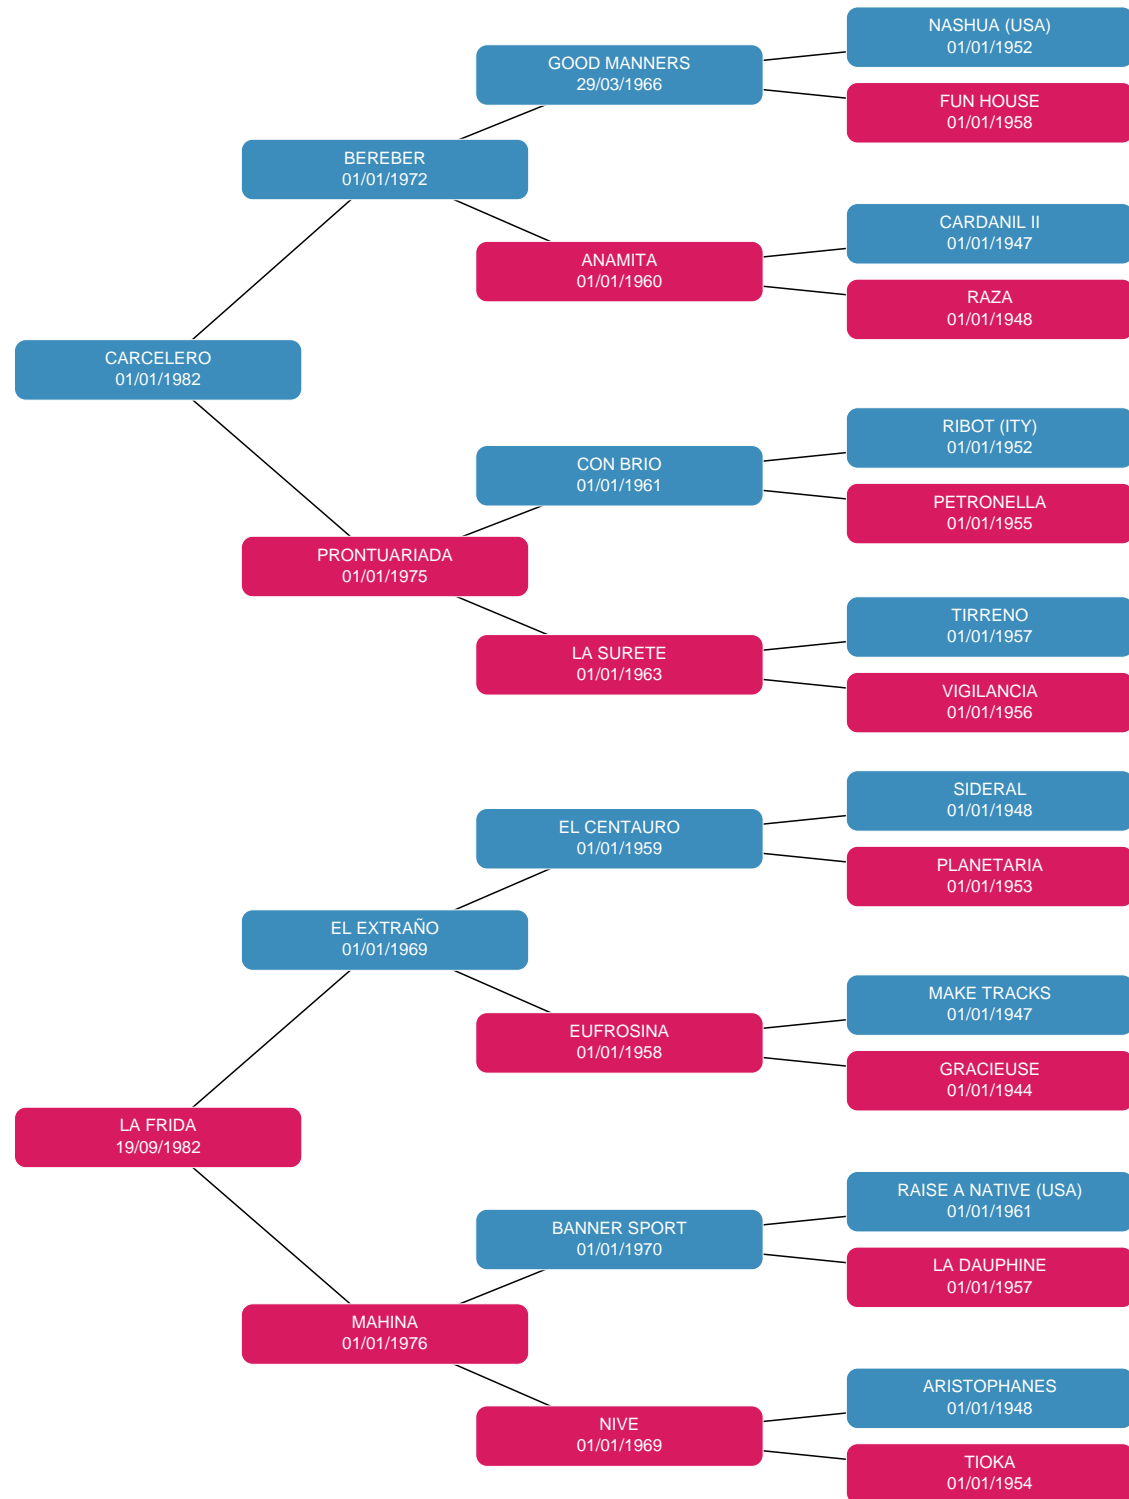 NASHUA (USA)
01/01/1952
GOOD MANNERS
29/03/1966
FUN HOUSE
01/01/1958
BEREBER
01/01/1972
CARDANIL II
01/01/1947
ANAMITA
01/01/1960
RAZA
01/01/1948
CARCELERO
01/01/1982
RIBOT (ITY)
01/01/1952
CON BRIO
01/01/1961
PETRONELLA
01/01/1955
PRONTUARIADA
01/01/1975
TIRRENO
01/01/1957
LA SURETE
01/01/1963
VIGILANCIA
01/01/1956
SIDERAL
01/01/1948
EL CENTAURO
01/01/1959
PLANETARIA
01/01/1953
EL EXTRAÑO
01/01/1969
MAKE TRACKS
01/01/1947
EUFROSINA
01/01/1958
GRACIEUSE
01/01/1944
LA FRIDA
19/09/1982
RAISE A NATIVE (USA)
01/01/1961
BANNER SPORT
01/01/1970
LA DAUPHINE
01/01/1957
MAHINA
01/01/1976
ARISTOPHANES
01/01/1948
NIVE
01/01/1969
TIOKA
01/01/1954